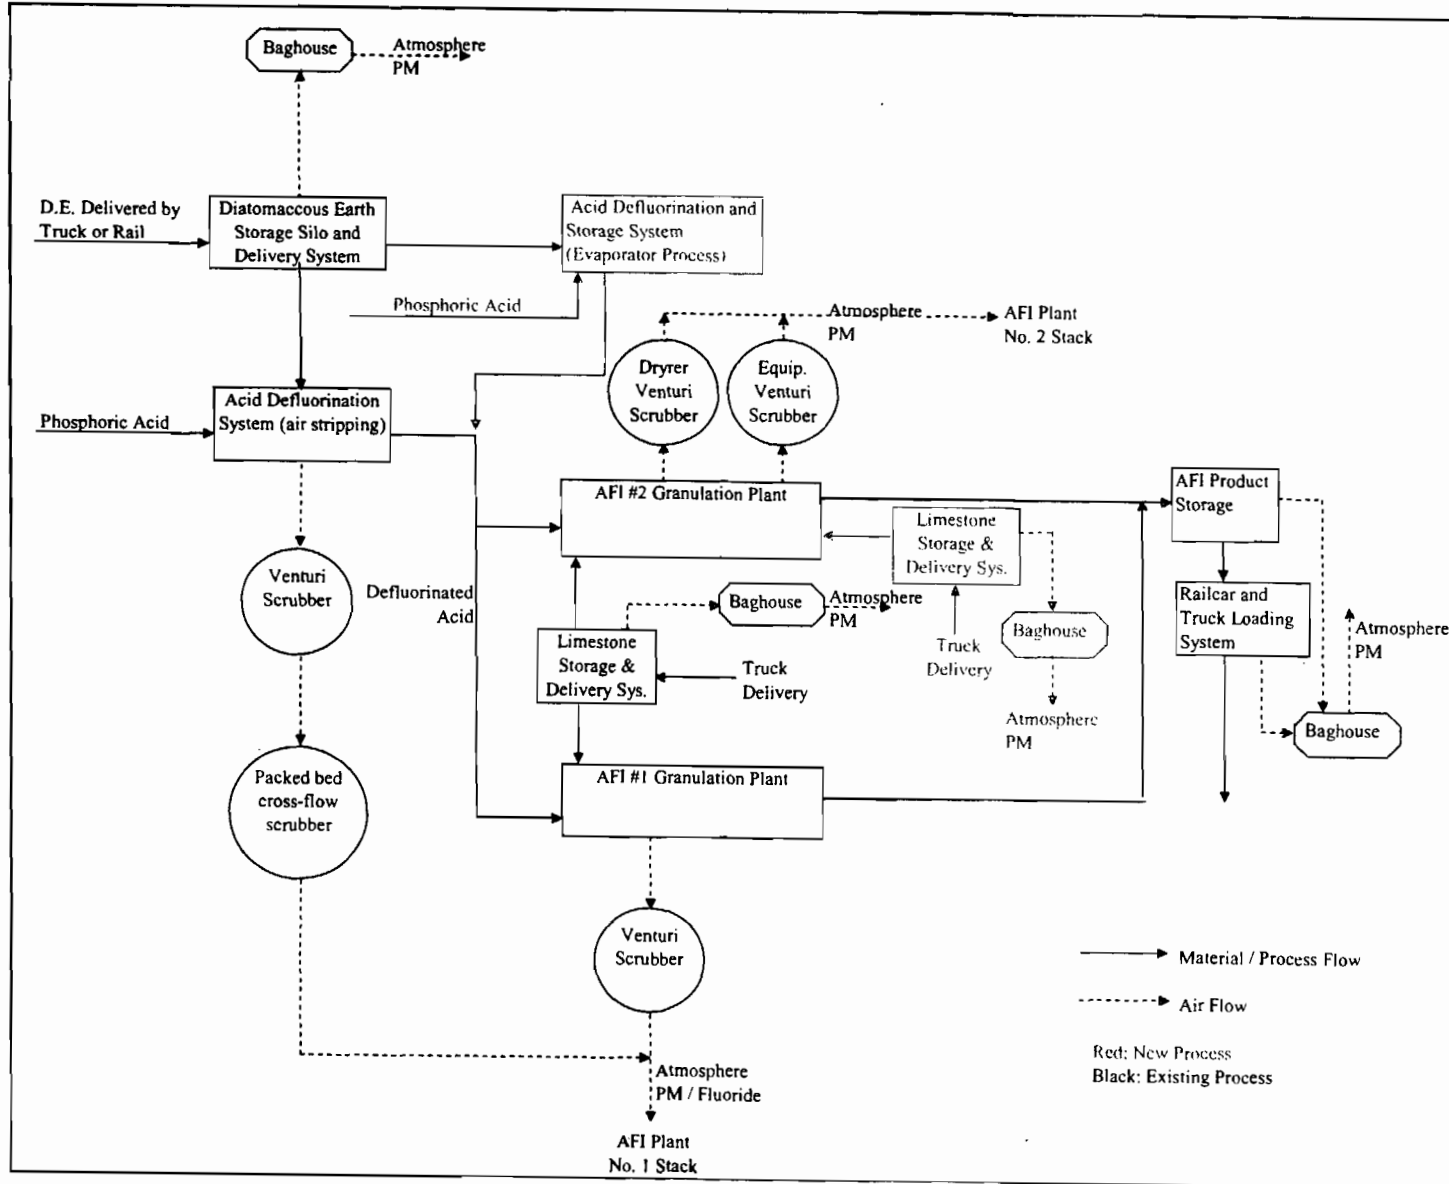 Baghouse
Atmosphere
PM
D.E. Delivered by
Truck or Rail
Diatomaccous Earth
Storage Silo and
Delivery System
Acid Defluorination and
Storage System
(Evaporator Process)
Phosphoric Acid
Atmosphere
PM
AFI Plant
No. 2 Stack
Dryrer
Venturi
Scrubber
Equip.
Venturi
Scrubber
Phosphoric Acid
Acid Defluorination
System (air stripping)
AFI #2 Granulation Plant
AFI Product
Storage
Limestone
Storage &
Delivery Sys.
Venturi
Scrubber
Defluorinated
Acid
Baghouse
Atmosphere
PM
Truck
Delivery
Baghouse
Atmosphere
PM
Railcar and
Truck Loading
System
Atmosphere
PM
Baghouse
Limestone
Storage &
Delivery Sys.
Truck
Delivery
Packed bed
cross-flow
scrubber
AFI #1 Granulation Plant
Venturi
Scrubber
Material / Process Flow
Air Flow
Red: New Process
Black: Existing Process
Atmosphere
PM / Fluoride
AFI Plant
No. 1 Stack